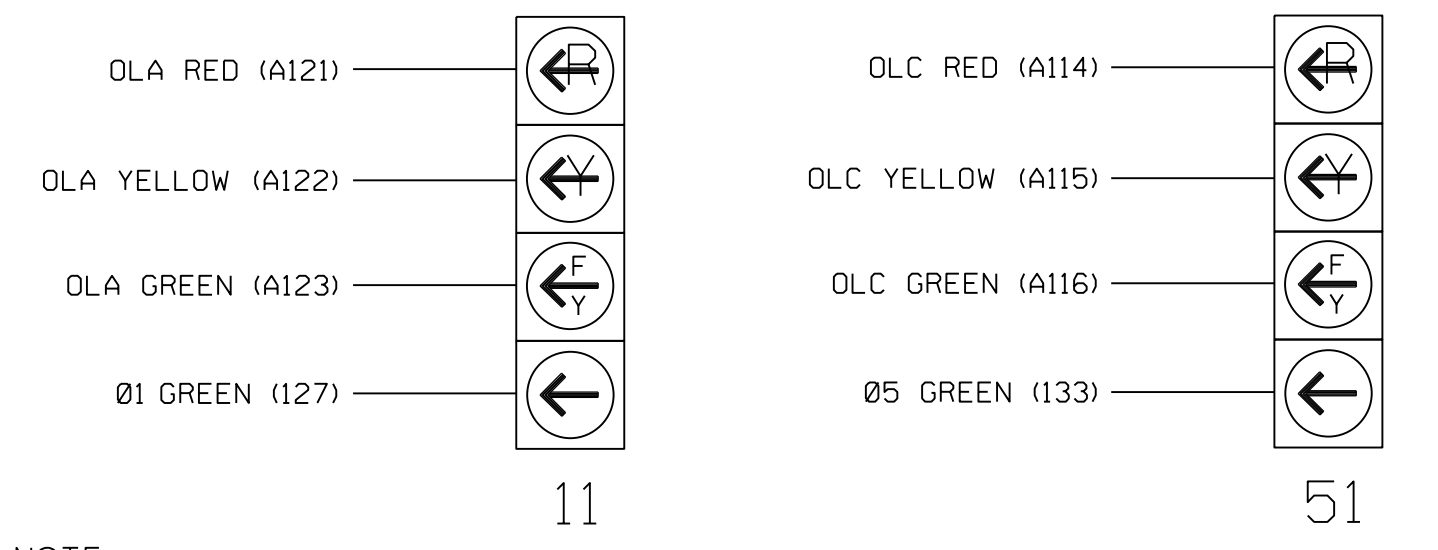 OLA RED (A121)
R
OLA YELLOW (A122)
Y
OLA GREEN (A123)
F
Y
Ø1 GREEN (127)
11
OLC RED (A114)
R
OLC YELLOW (A115)
Y
OLC GREEN (A116)
F
Y
Ø5 GREEN (133)
51
NOTE